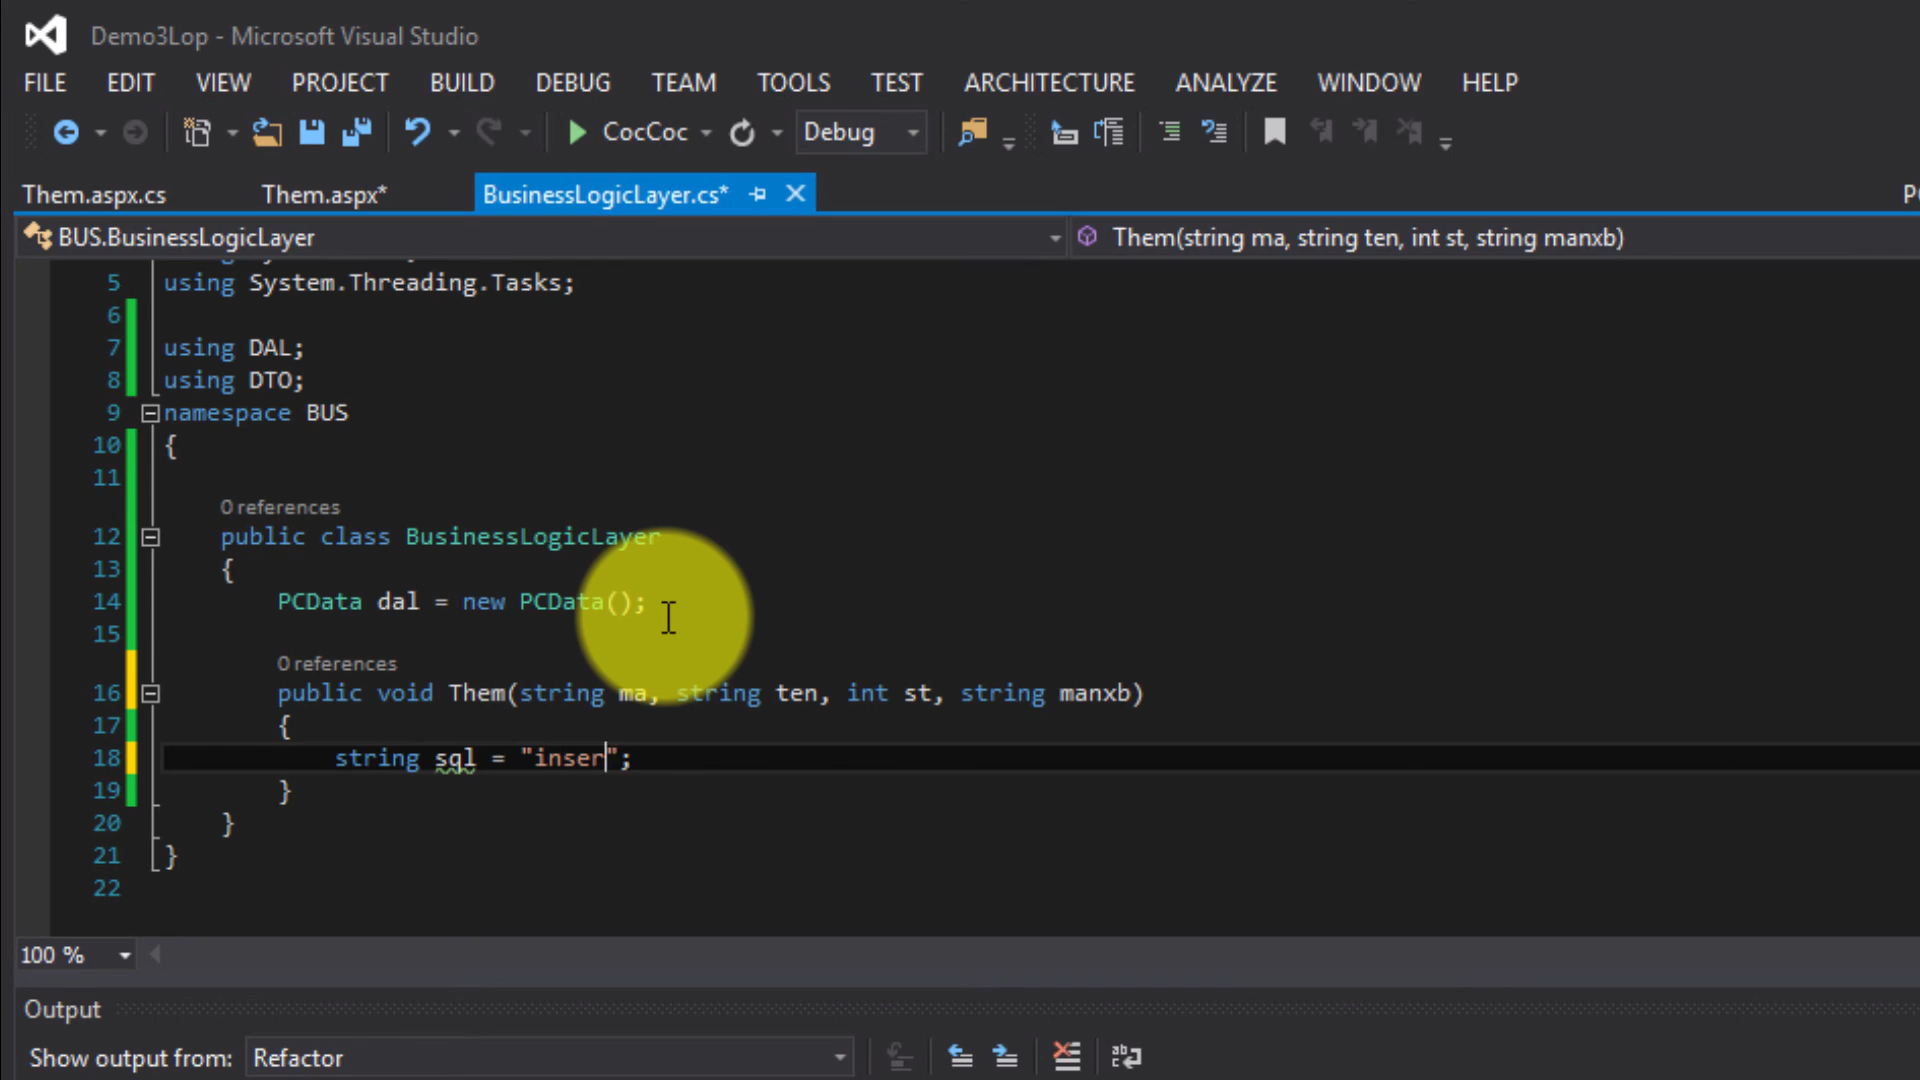 Demo3Lop - Microsoft Visual Studio
FILE EDIT VIEW PROJECT BUILD DEBUG TEAM TOOLS TEST ARCHITECTURE ANALYZE WINDOW HELP
CocCoc Debug
Them.aspx.cs Them.aspx* BusinessLogicLayer.cs*
BUS.BusinessLogicLayer Them(string ma, string ten, int st, string manxb)
5 using System.Threading.Tasks;
6
7 using DAL;
8 using DTO;
9 namespace BUS
10 {
11
0 references
12 public class BusinessLogicLayer
13 {
14 PCData dal = new PCData();
15
0 references
16 public void Them(string ma, string ten, int st, string manxb)
17 {
18 string sql = "inser";
19 }
20 }
21 }
22
100 %
Output
Show output from: Refactor